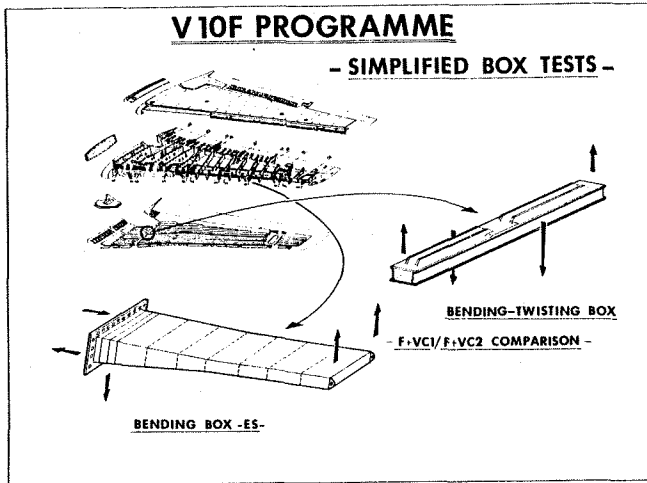 V10F PROGRAMME
- SIMPLIFIED BOX TESTS -
BENDING-TWISTING BOX
- F+VC1/F+VC2 COMPARISON -
BENDING BOX -ES-